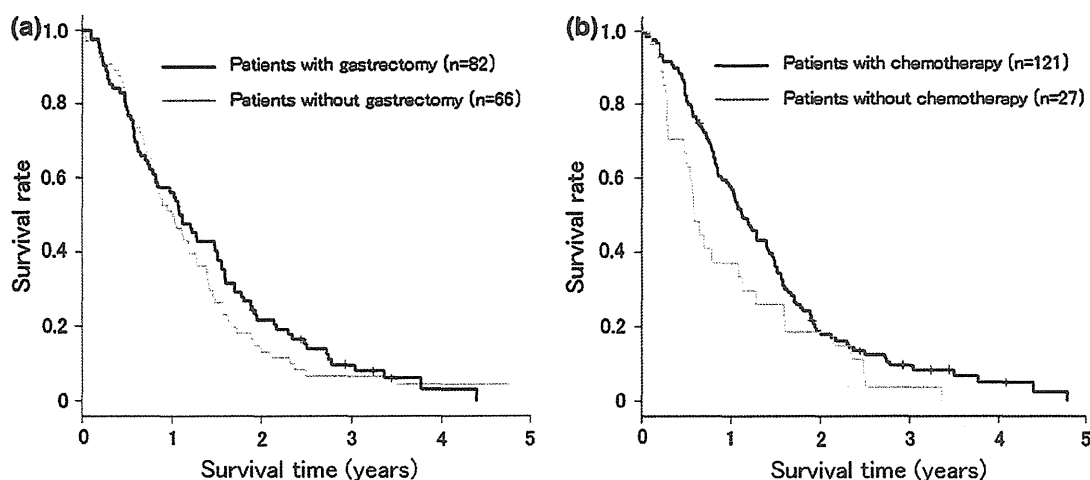 (a)
1.0
0.8
0.6
0.4
0.2
0
Survival rate
Patients with gastrectomy (n=82)
Patients without gastrectomy (n=66)
0 1 2 3 4 5
Survival time (years)
(b)
1.0
0.8
0.6
0.4
0.2
0
Survival rate
Patients with chemotherapy (n=121)
Patients without chemotherapy (n=27)
0 1 2 3 4 5
Survival time (years)